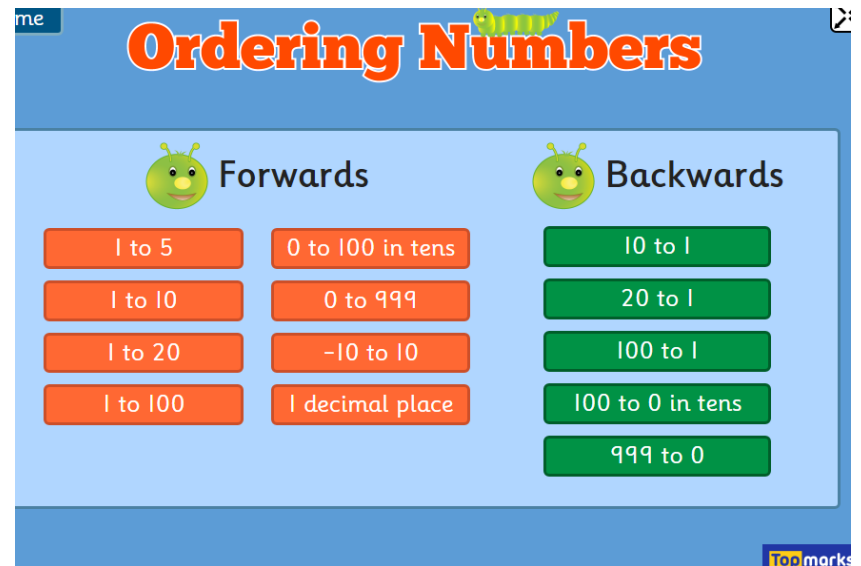 me
Ordering Numbers
Forwards
Backwards
1 to 5
0 to 100 in tens
10 to 1
1 to 10
0 to 999
20 to 1
1 to 20
-10 to 10
100 to 1
1 to 100
1 decimal place
100 to 0 in tens
999 to 0
Topmarks